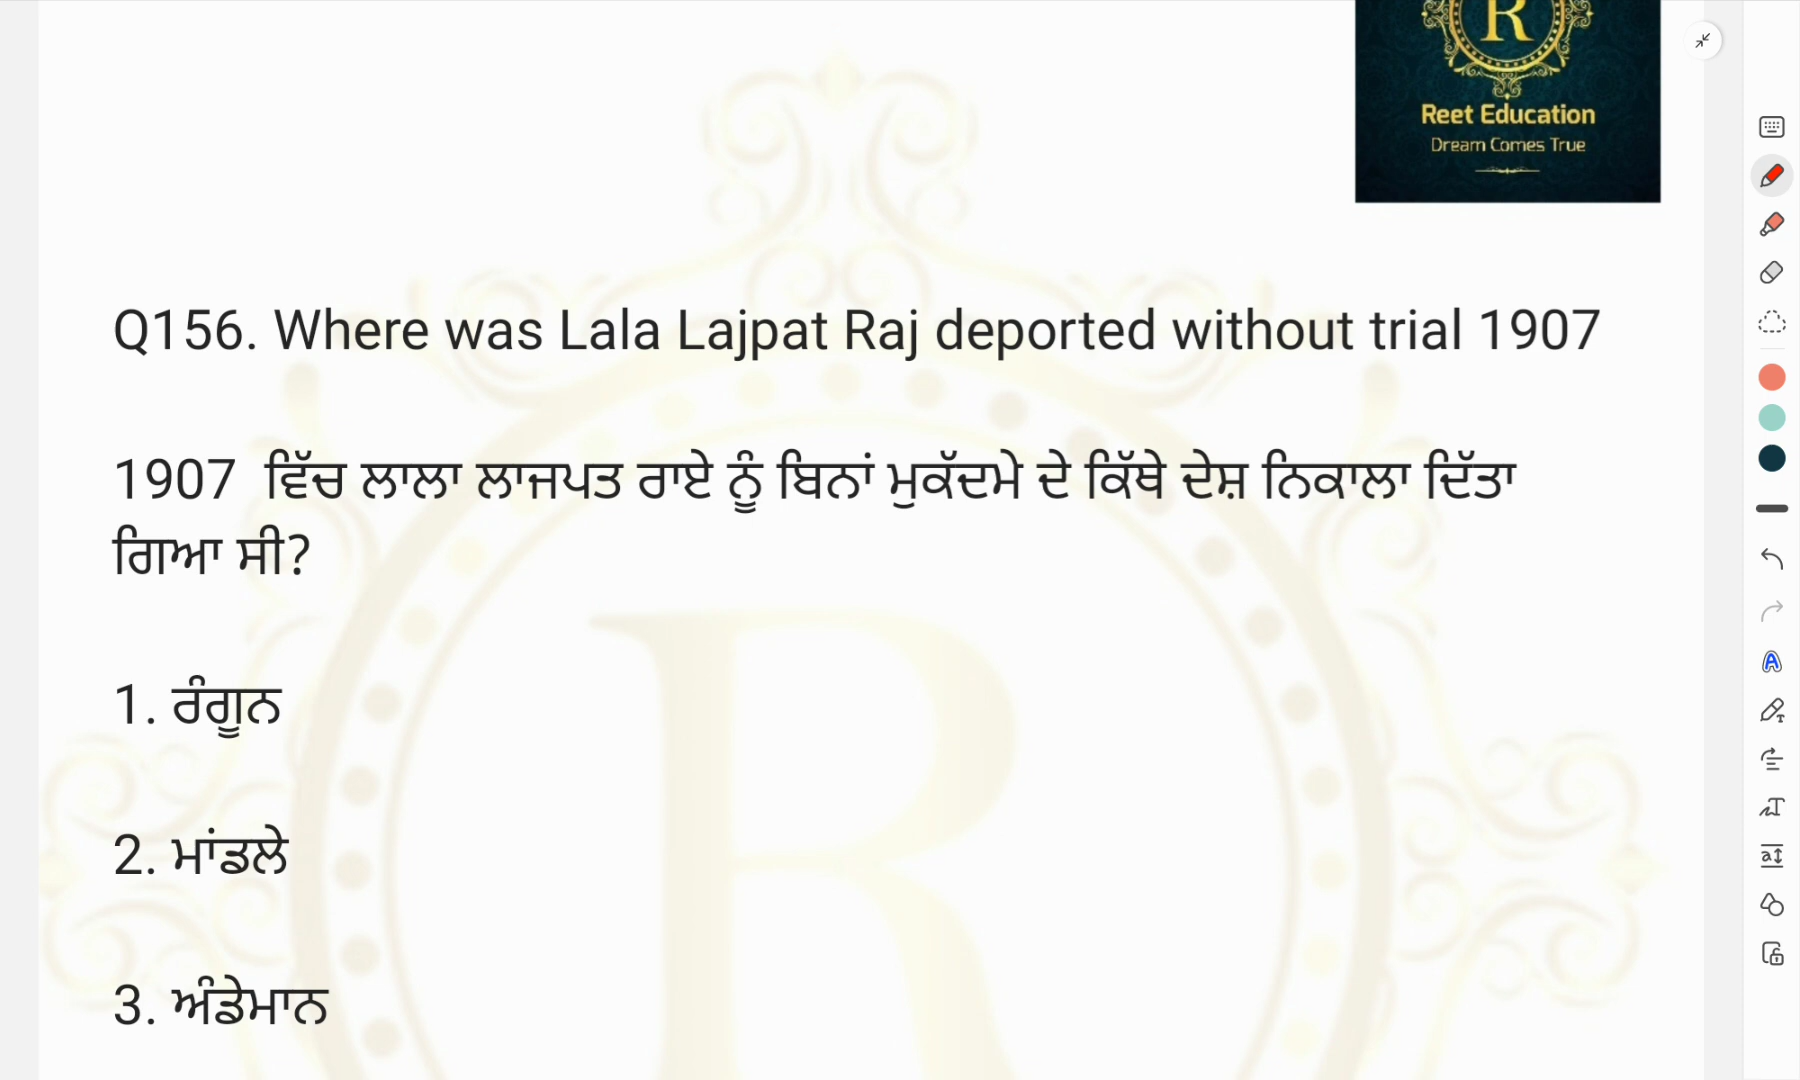 R
Reet Education
Dream Comes True
Q156. Where was Lala Lajpat Raj deported without trial 1907
1907 ਵਿੱਚ ਲਾਲਾ ਲਾਜਪਤ ਰਾਏ ਨੂੰ ਬਿਨਾਂ ਮੁਕੱਦਮੇ ਦੇ ਕਿੱਥੇ ਦੇਸ਼ ਨਿਕਾਲਾ ਦਿੱਤਾ
ਗਿਆ ਸੀ?
1. ਰੰਗੂਨ
2. ਮਾਂਡਲੇ
3. ਅੰਡੇਮਾਨ
R